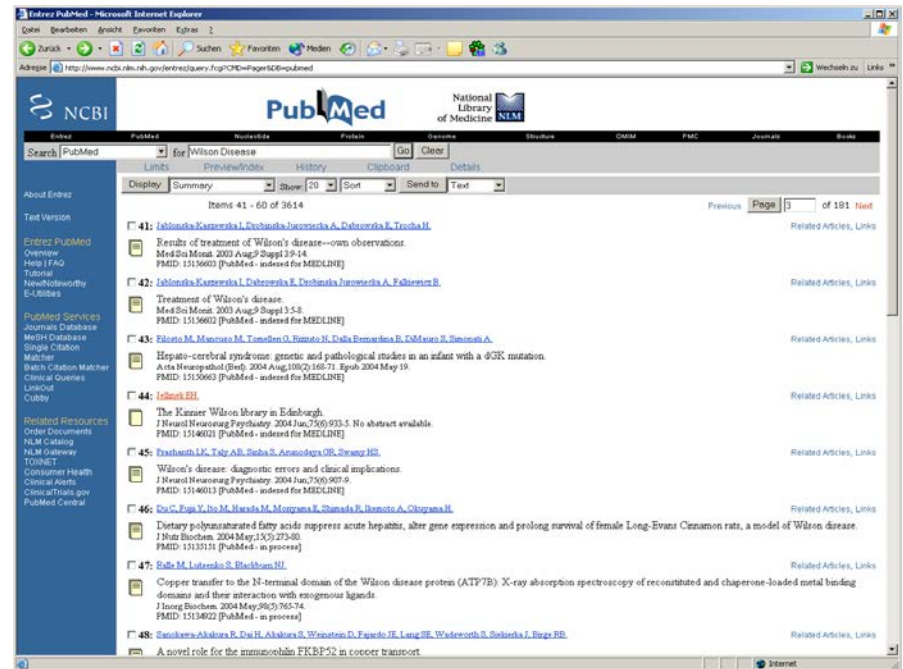 Entrez PubMed - Microsoft Internet Explorer
Datei Bearbeiten Ansicht Favoriten Extras ?
Zurück Suchen Favoriten Medien
Adresse http://www.ncbi.nlm.nih.gov/entrez/query.fcgi?CMD=Pager&DB=pubmed Wechseln zu Links »
NCBI PubMed National Library of Medicine NLM
Entrez PubMed Nucleotide Protein Genome Structure OMIM PMC Journals Books
Search PubMed for Wilson Disease Go Clear
Limits Preview/Index History Clipboard Details
Display Summary Show: 20 Sort Send to Text
Items 41 - 60 of 3614 Previous Page 3 of 181 Next
About Entrez
Text Version
Entrez PubMed
Overview
Help | FAQ
Tutorial
New/Noteworthy
E-Utilities
PubMed Services
Journals Database
MeSH Database
Single Citation
Matcher
Batch Citation Matcher
Clinical Queries
LinkOut
Cubby
Related Resources
Order Documents
NLM Catalog
NLM Gateway
TOXNET
Consumer Health
Clinical Alerts
ClinicalTrials.gov
PubMed Central
41: Jablonska-Kaszewska I, Drobinska-Jurowiecka A, Dabrowska E, Trocha H. Related Articles, Links
Results of treatment of Wilson's disease--own observations.
Med Sci Monit. 2003 Aug;9 Suppl 3:9-14.
PMID: 15156603 [PubMed - indexed for MEDLINE]
42: Jablonska-Kaszewska I, Dabrowska E, Drobinska Jurowiecka A, Falkiewicz B. Related Articles, Links
Treatment of Wilson's disease.
Med Sci Monit. 2003 Aug;9 Suppl 3:5-8.
PMID: 15156602 [PubMed - indexed for MEDLINE]
43: Filosto M, Mancuso M, Tomelleri G, Rizzuto N, Dalla Bernardina B, DiMauro S, Simonati A. Related Articles, Links
Hepato-cerebral syndrome: genetic and pathological studies in an infant with a dGK mutation.
Acta Neuropathol (Berl). 2004 Aug;108(2):168-71. Epub 2004 May 19.
PMID: 15150663 [PubMed - indexed for MEDLINE]
44: Jellinek EH. Related Articles, Links
The Kinnier Wilson library in Edinburgh.
J Neurol Neurosurg Psychiatry. 2004 Jun;75(6):933-5. No abstract available.
PMID: 15146021 [PubMed - indexed for MEDLINE]
45: Prashanth LK, Taly AB, Sinha S, Arunodaya GR, Swamy HS. Related Articles, Links
Wilson's disease: diagnostic errors and clinical implications.
J Neurol Neurosurg Psychiatry. 2004 Jun;75(6):907-9.
PMID: 15146013 [PubMed - indexed for MEDLINE]
46: Du C, Fujii Y, Ito M, Harada M, Moriyama E, Shimada R, Ikemoto A, Okuyama H. Related Articles, Links
Dietary polyunsaturated fatty acids suppress acute hepatitis, alter gene expression and prolong survival of female Long-Evans Cinnamon rats, a model of Wilson disease.
J Nutr Biochem. 2004 May;15(5):273-80.
PMID: 15135151 [PubMed - in process]
47: Ralle M, Lutsenko S, Blackburn NJ. Related Articles, Links
Copper transfer to the N-terminal domain of the Wilson disease protein (ATP7B): X-ray absorption spectroscopy of reconstituted and chaperone-loaded metal binding
domains and their interaction with exogenous ligands.
J Inorg Biochem. 2004 May;98(5):765-74.
PMID: 15134922 [PubMed - in process]
48: Sanokawa-Akakura R, Dai H, Akakura S, Weinstein D, Fajardo JE, Lang SE, Wadsworth S, Siekierka J, Birge RB. Related Articles, Links
A novel role for the immunophilin FKBP52 in copper transport.
Internet